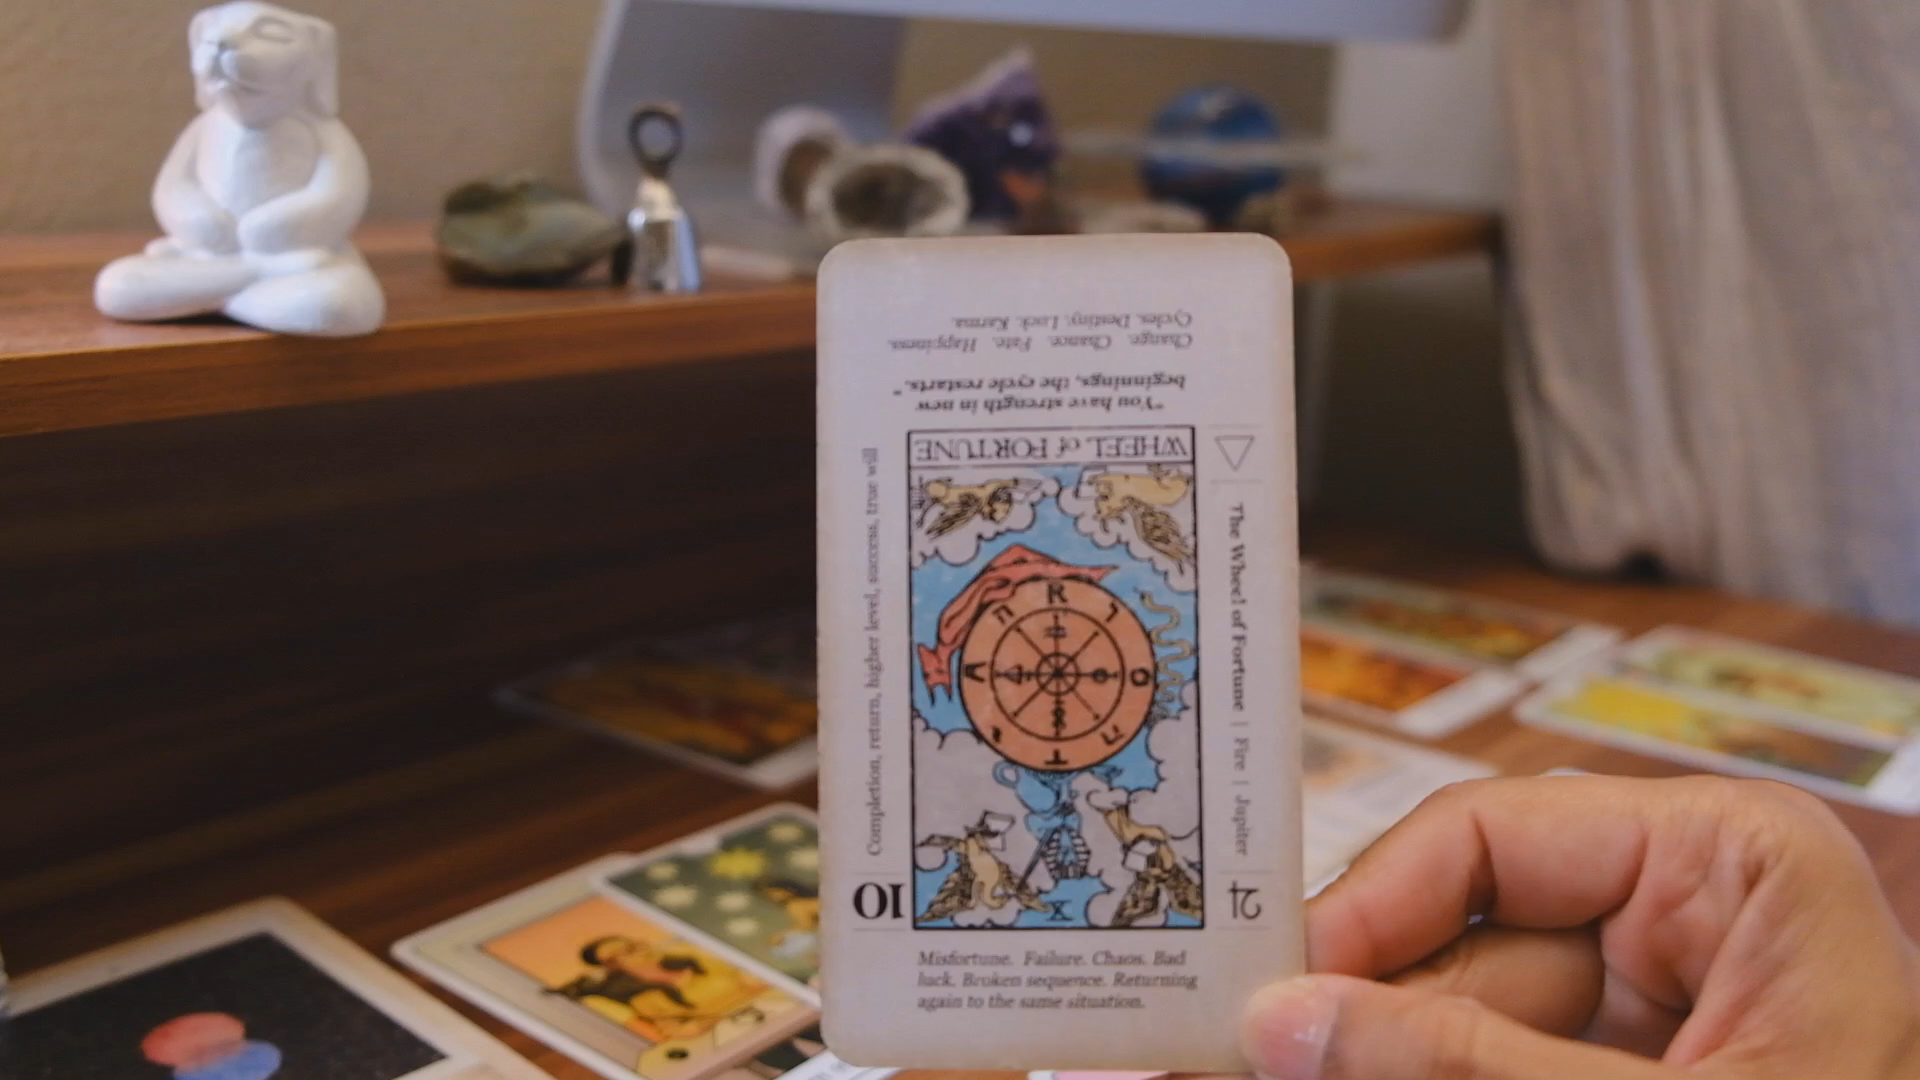 Cycles. Destiny. Luck. Karma.
Change. Chance. Fate. Happiness.
beginnings, the cycle restarts."
"You have strength in new
WHEEL of FORTUNE
Completion, return, higher level, success, true will
The Wheel of Fortune | Fire | Jupiter
R
ר
O
ה
T
י
A
ח
X
10
♃
Misfortune. Failure. Chaos. Bad
luck. Broken sequence. Returning
again to the same situation.